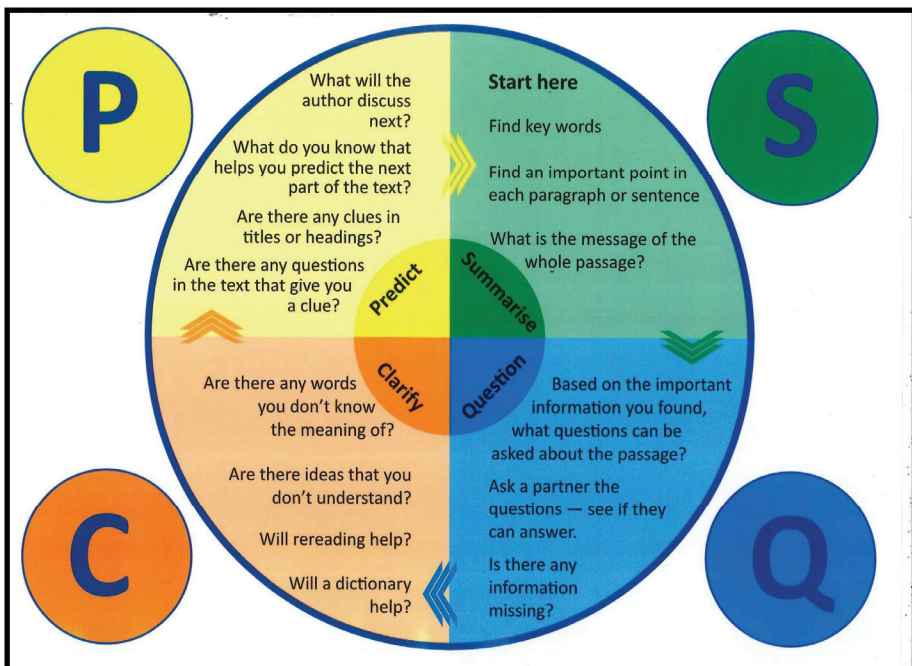 P
What will the
author discuss
next?
What do you know that
helps you predict the next
part of the text?
Are there any clues in
titles or headings?
Are there any questions
in the text that give you
a clue?
Predict
S
Start here
Find key words
Find an important point in
each paragraph or sentence
What is the message of the
whole passage?
Summarise
Q
Based on the important
information you found,
what questions can be
asked about the passage?
Ask a partner the
questions — see if they
can answer.
Is there any
information
missing?
Question
C
Are there any words
you don't know
the meaning of?
Are there ideas that you
don't understand?
Will rereading help?
Will a dictionary
help?
Clarify